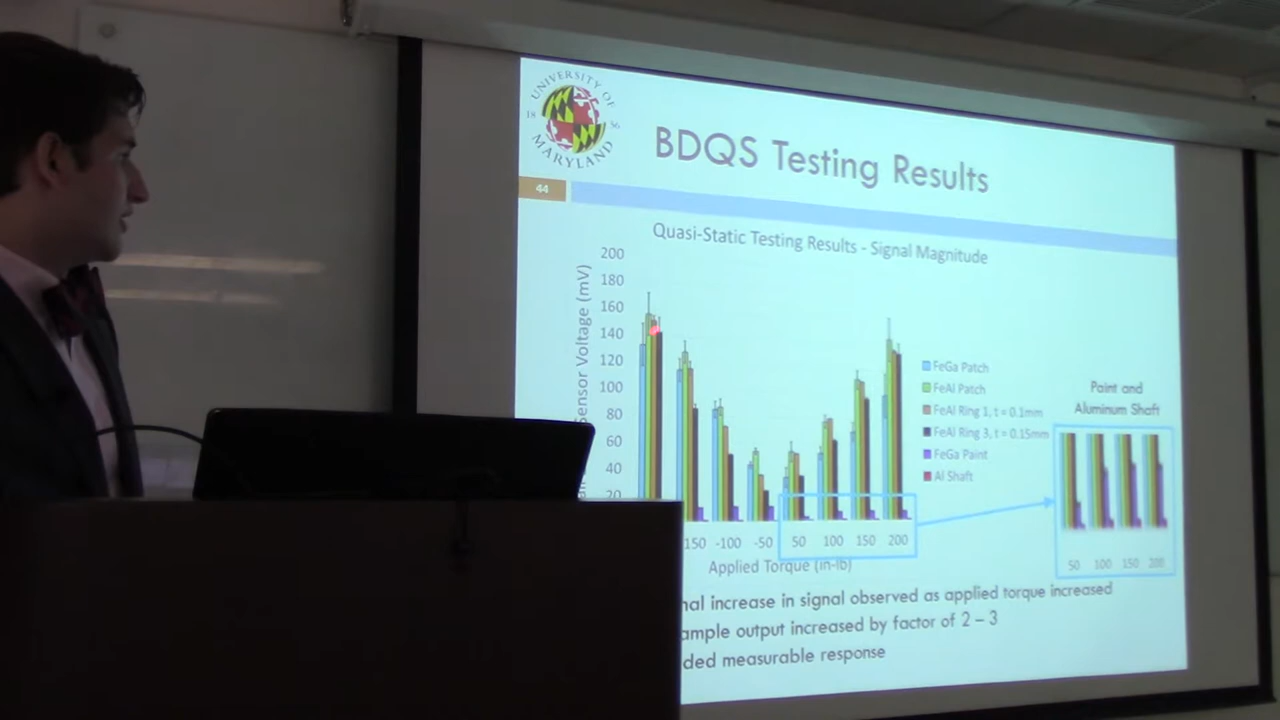 UNIVERSITY OF
18 56
MARYLAND
BDQS Testing Results
44
Quasi-Static Testing Results - Signal Magnitude
200
180
160
140
120
100
80
60
40
20
Sensor Voltage (mV)
150 -100 -50 50 100 150 200
Applied Torque (in-lb)
FeGa Patch
FeAl Patch
FeAl Ring 1, t = 0.1mm
FeAl Ring 3, t = 0.15mm
FeGa Paint
Al Shaft
Paint and
Aluminum Shaft
50 100 150 200
increase in signal observed as applied torque increased
output increased by factor of 2 – 3
measurable response